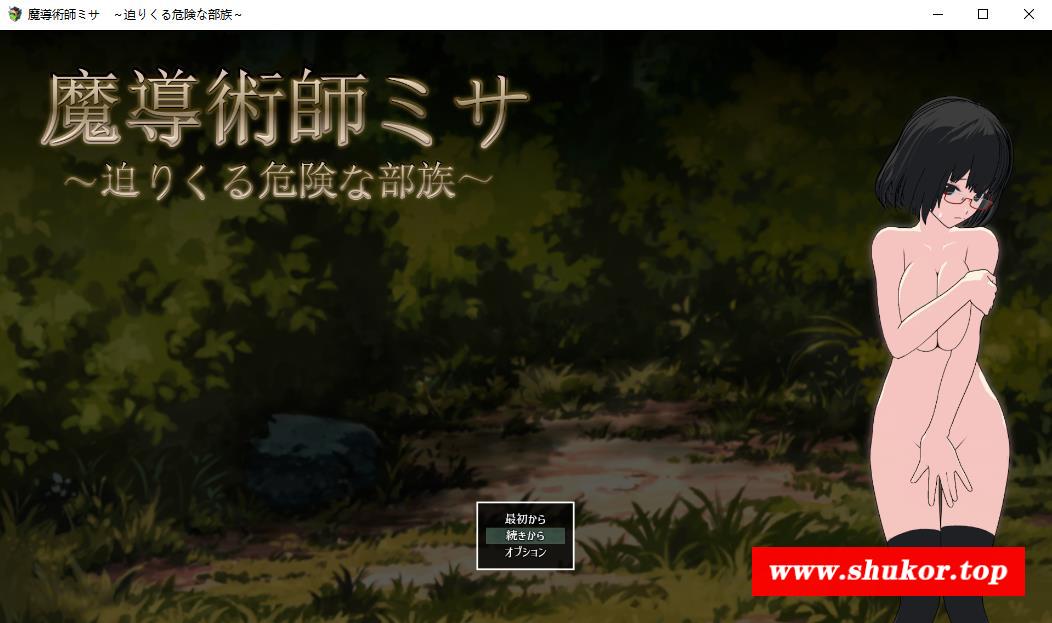 魔導術師ミサ　～迫りくる危険な部族～
魔導術師ミサ
～迫りくる危険な部族～
最初から
続きから
オプション
www.shukor.top